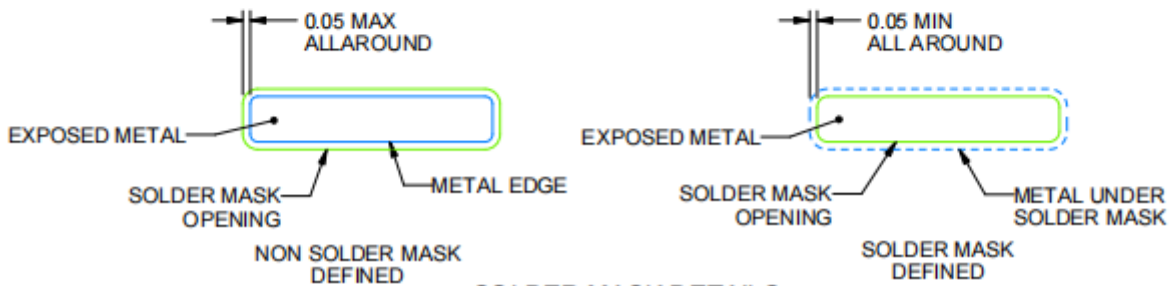 0.05 MAX
ALLAROUND
EXPOSED METAL
SOLDER MASK
OPENING
METAL EDGE
NON SOLDER MASK
DEFINED
0.05 MIN
ALL AROUND
EXPOSED METAL
SOLDER MASK
OPENING
METAL UNDER
SOLDER MASK
SOLDER MASK
DEFINED